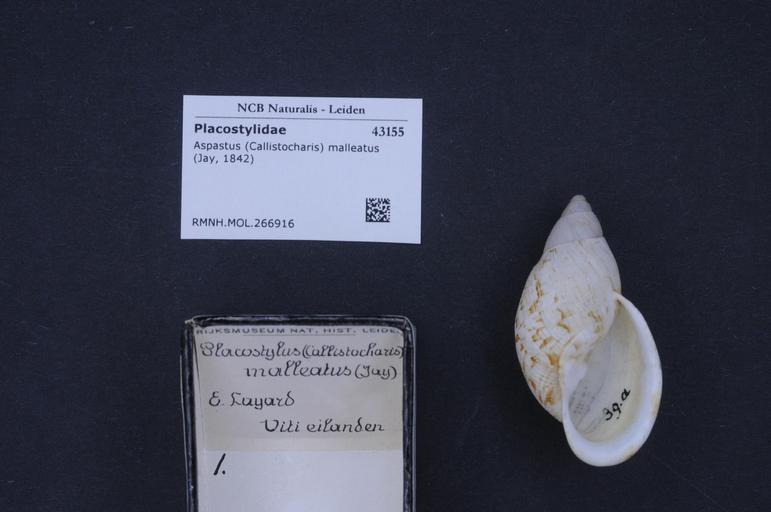 NCB Naturalis - Leiden
Placostylidae 43155
Aspastus (Callistocharis) malleatus
(Jay, 1842)
RMNH.MOL.266916
RIJKSMUSEUM NAT. HIST. LEIDE
Placostylus (Callistocharis)
malleatus (Jay)
E. Layard
Viti eilanden
1.
39.a